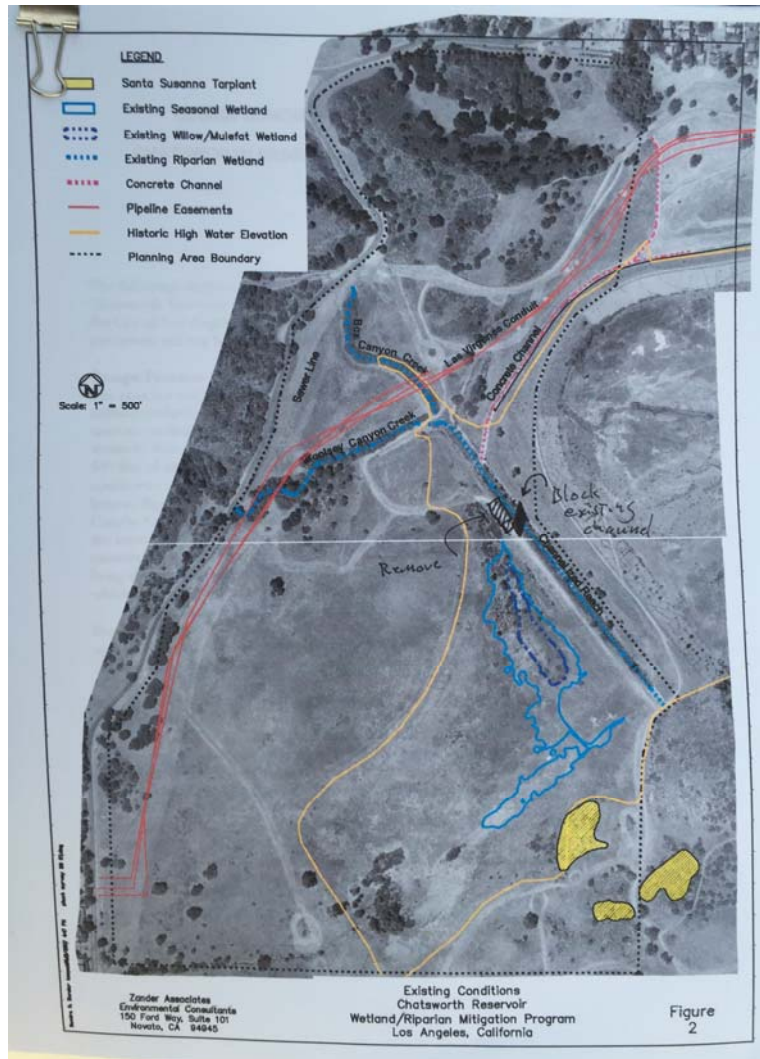 LEGEND
Santa Susanna Tarplant
Existing Seasonal Wetland
Existing Willow/Mulefat Wetland
Existing Riparian Wetland
Concrete Channel
Pipeline Easements
Historic High Water Elevation
Planning Area Boundary
N
Scale: 1" = 500'
Box
Canyon Creek
Las Virgenes Conduit
Concrete Channel
Sewer Line
Woolsey Canyon Creek
Block
existing
channel
Remove
Channelized Reach
Zander Associates
Environmental Consultants
150 Ford Way, Suite 101
Novato, CA 94945
Existing Conditions
Chatsworth Reservoir
Wetland/Riparian Mitigation Program
Los Angeles, California
Figure
2